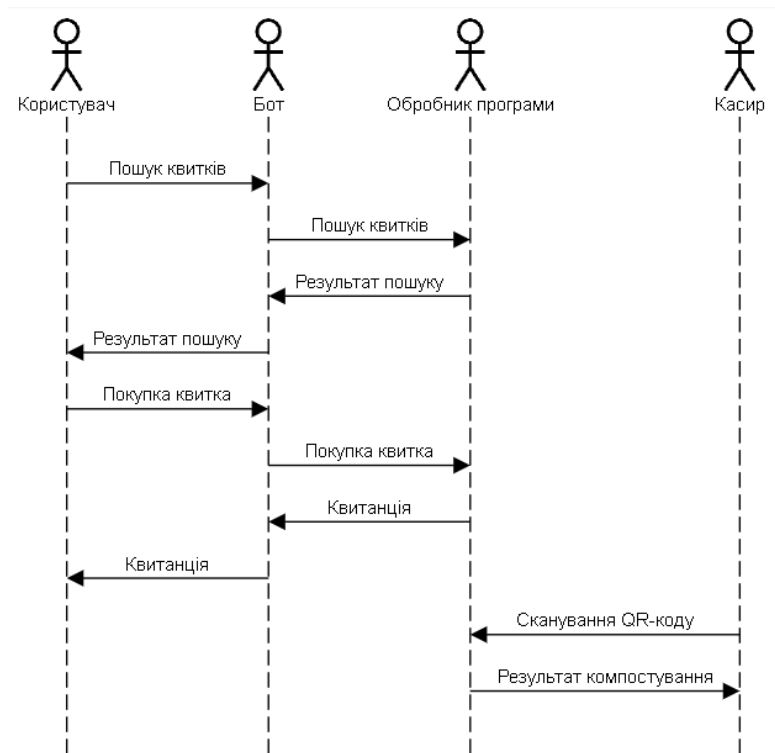 Користувач
Бот
Обробник програми
Касир
Пошук квитків
Пошук квитків
Результат пошуку
Результат пошуку
Покупка квитка
Покупка квитка
Квитанція
Квитанція
Сканування QR-коду
Результат компостування